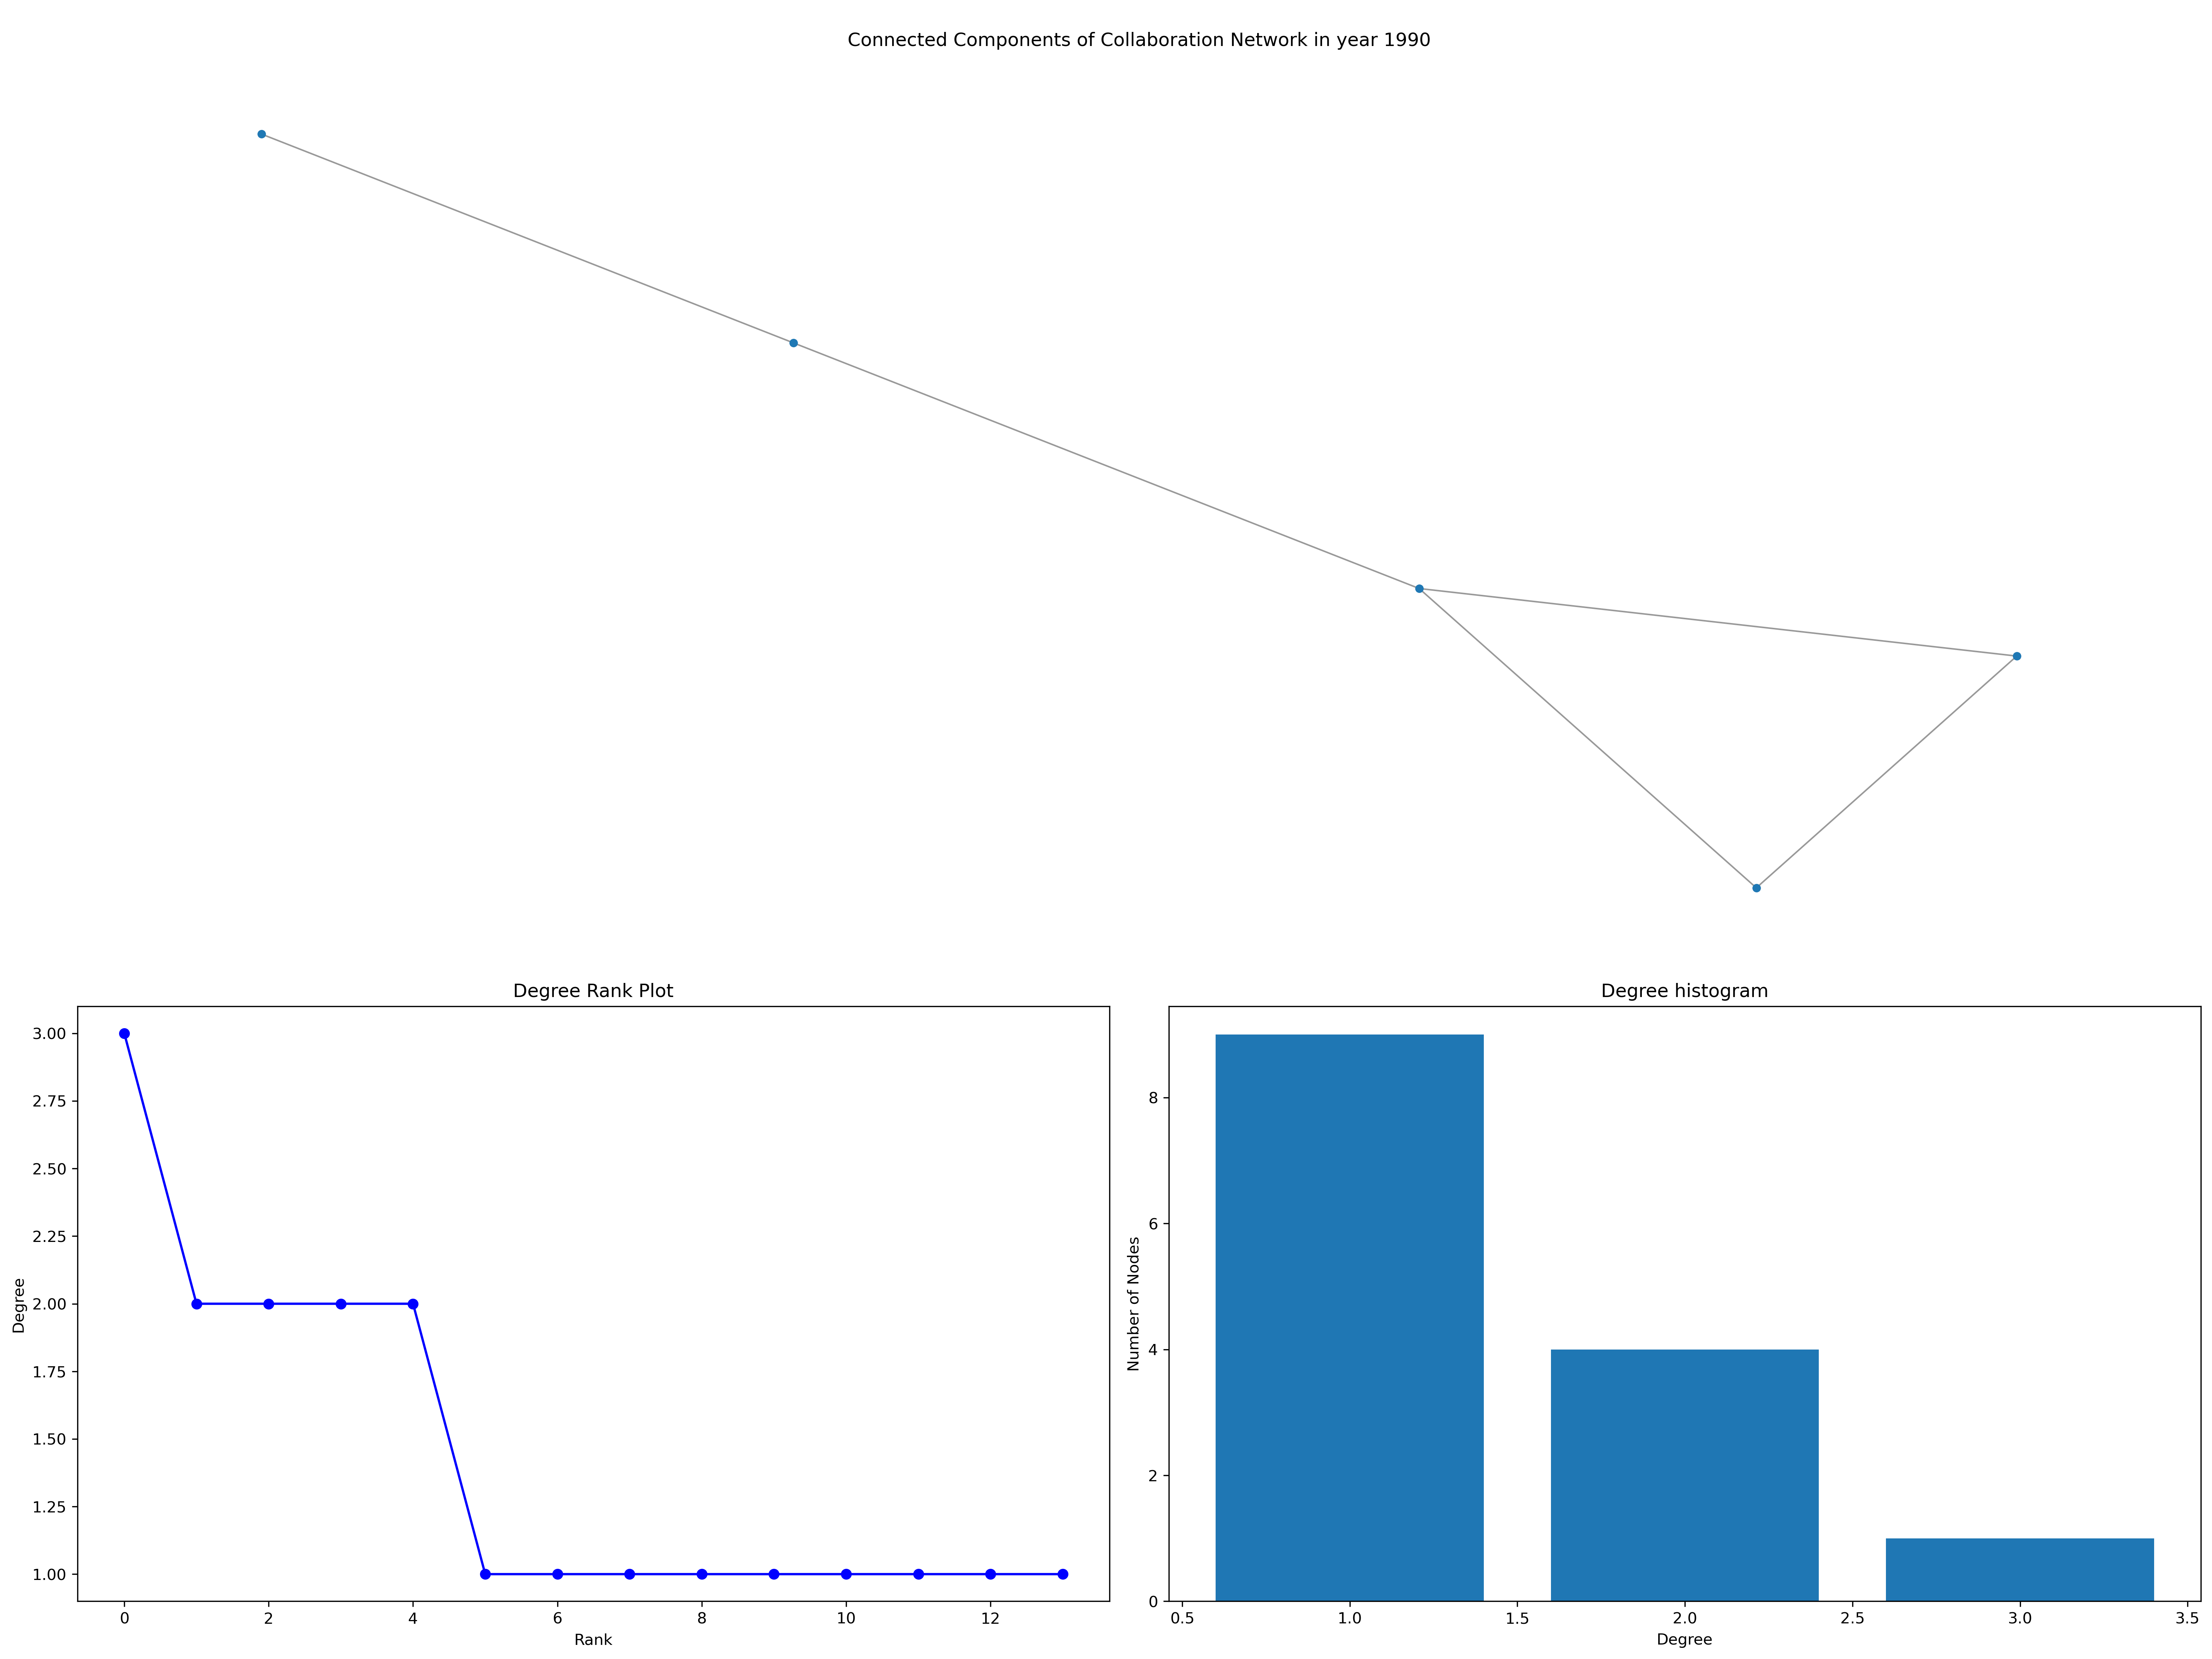 Connected Components of Collaboration Network in year 1990
Degree Rank Plot
3.00
2.75
2.50
2.25
2.00
1.75
1.50
1.25
1.00
Degree
0 2 4 6 8 10 12
Rank
Degree histogram
8
6
4
2
0
Number of Nodes
0.5 1.0 1.5 2.0 2.5 3.0 3.5
Degree